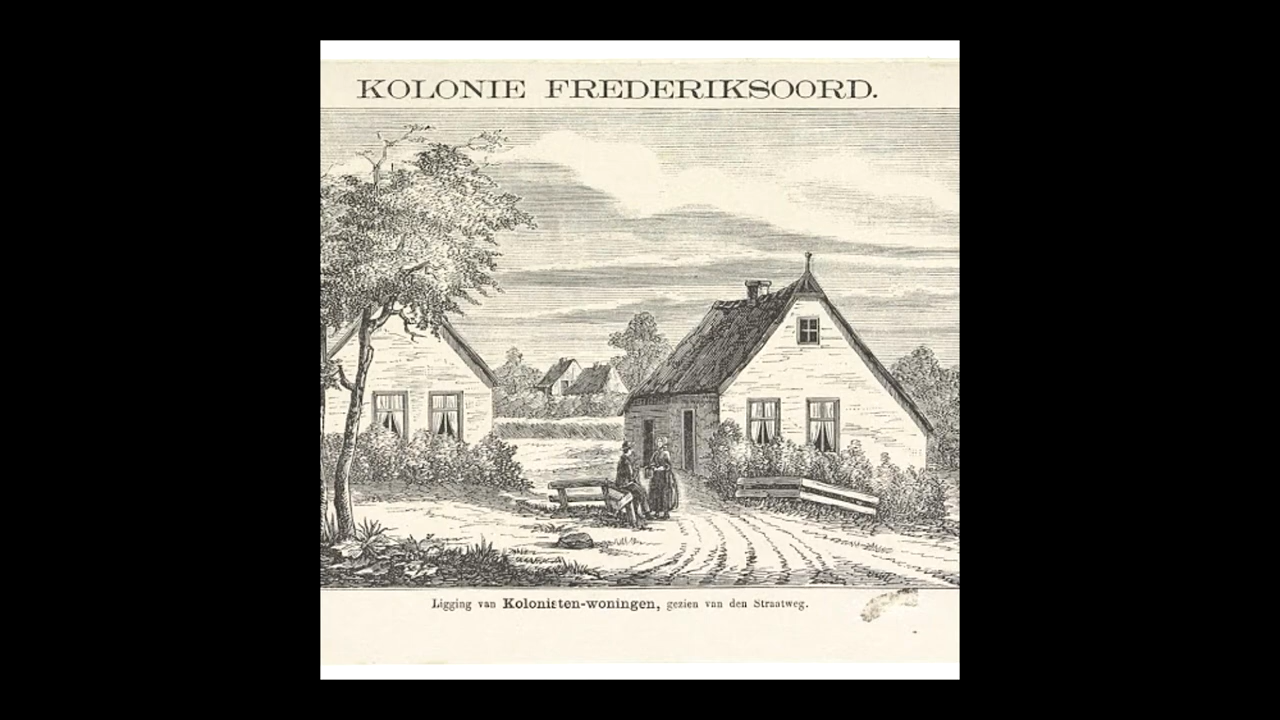 KOLONIE FREDERIKSOORD.
Ligging van Kolonisten-woningen, gezien van den Straatweg.